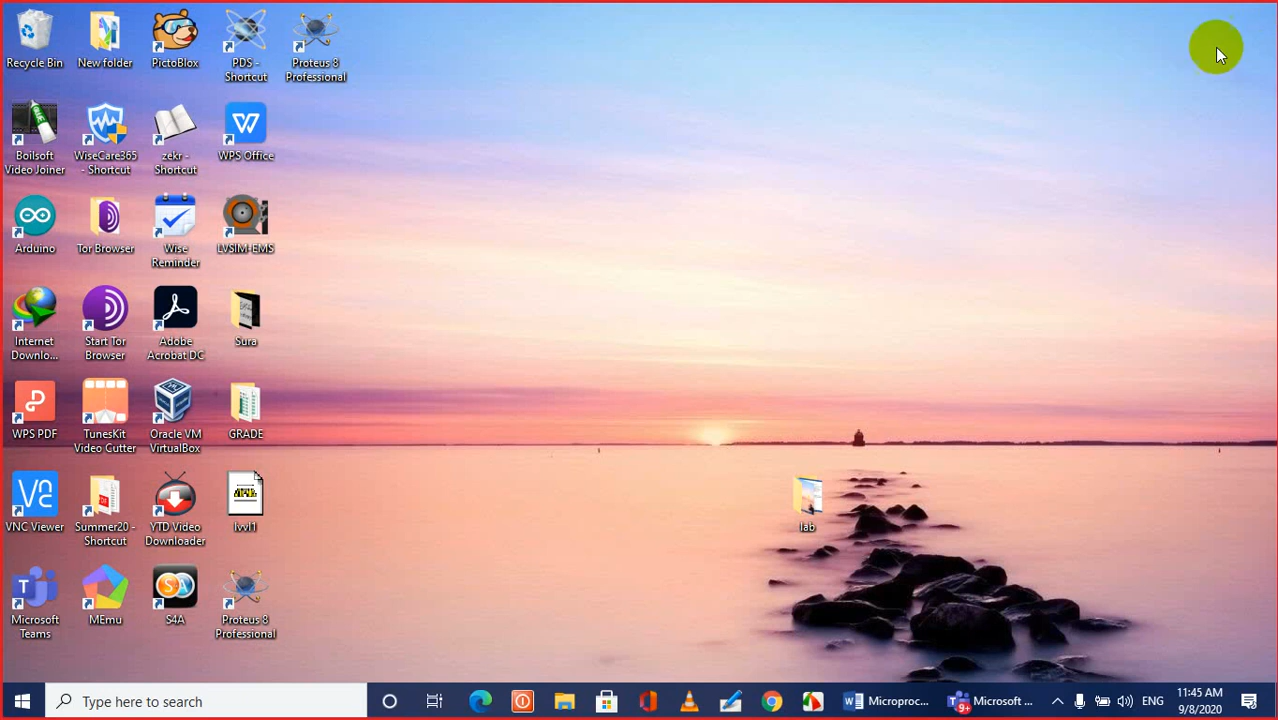 Recycle Bin
New folder
PictoBlox
PDS -
Shortcut
Proteus 8
Professional
Boilsoft
Video Joiner
WiseCare365
- Shortcut
zekr -
Shortcut
WPS Office
Arduino
Tor Browser
Wise
Reminder
LVSIM-EMS
Internet
Downlo...
Start Tor
Browser
Adobe
Acrobat DC
Sura
WPS PDF
TunesKit
Video Cutter
Oracle VM
VirtualBox
GRADE
VNC Viewer
Summer20 -
Shortcut
YTD Video
Downloader
lvvl1
lab
Microsoft
Teams
MEmu
S4A
Proteus 8
Professional
Type here to search
Microproc...
9+
Microsoft ...
ENG
11:45 AM
9/8/2020